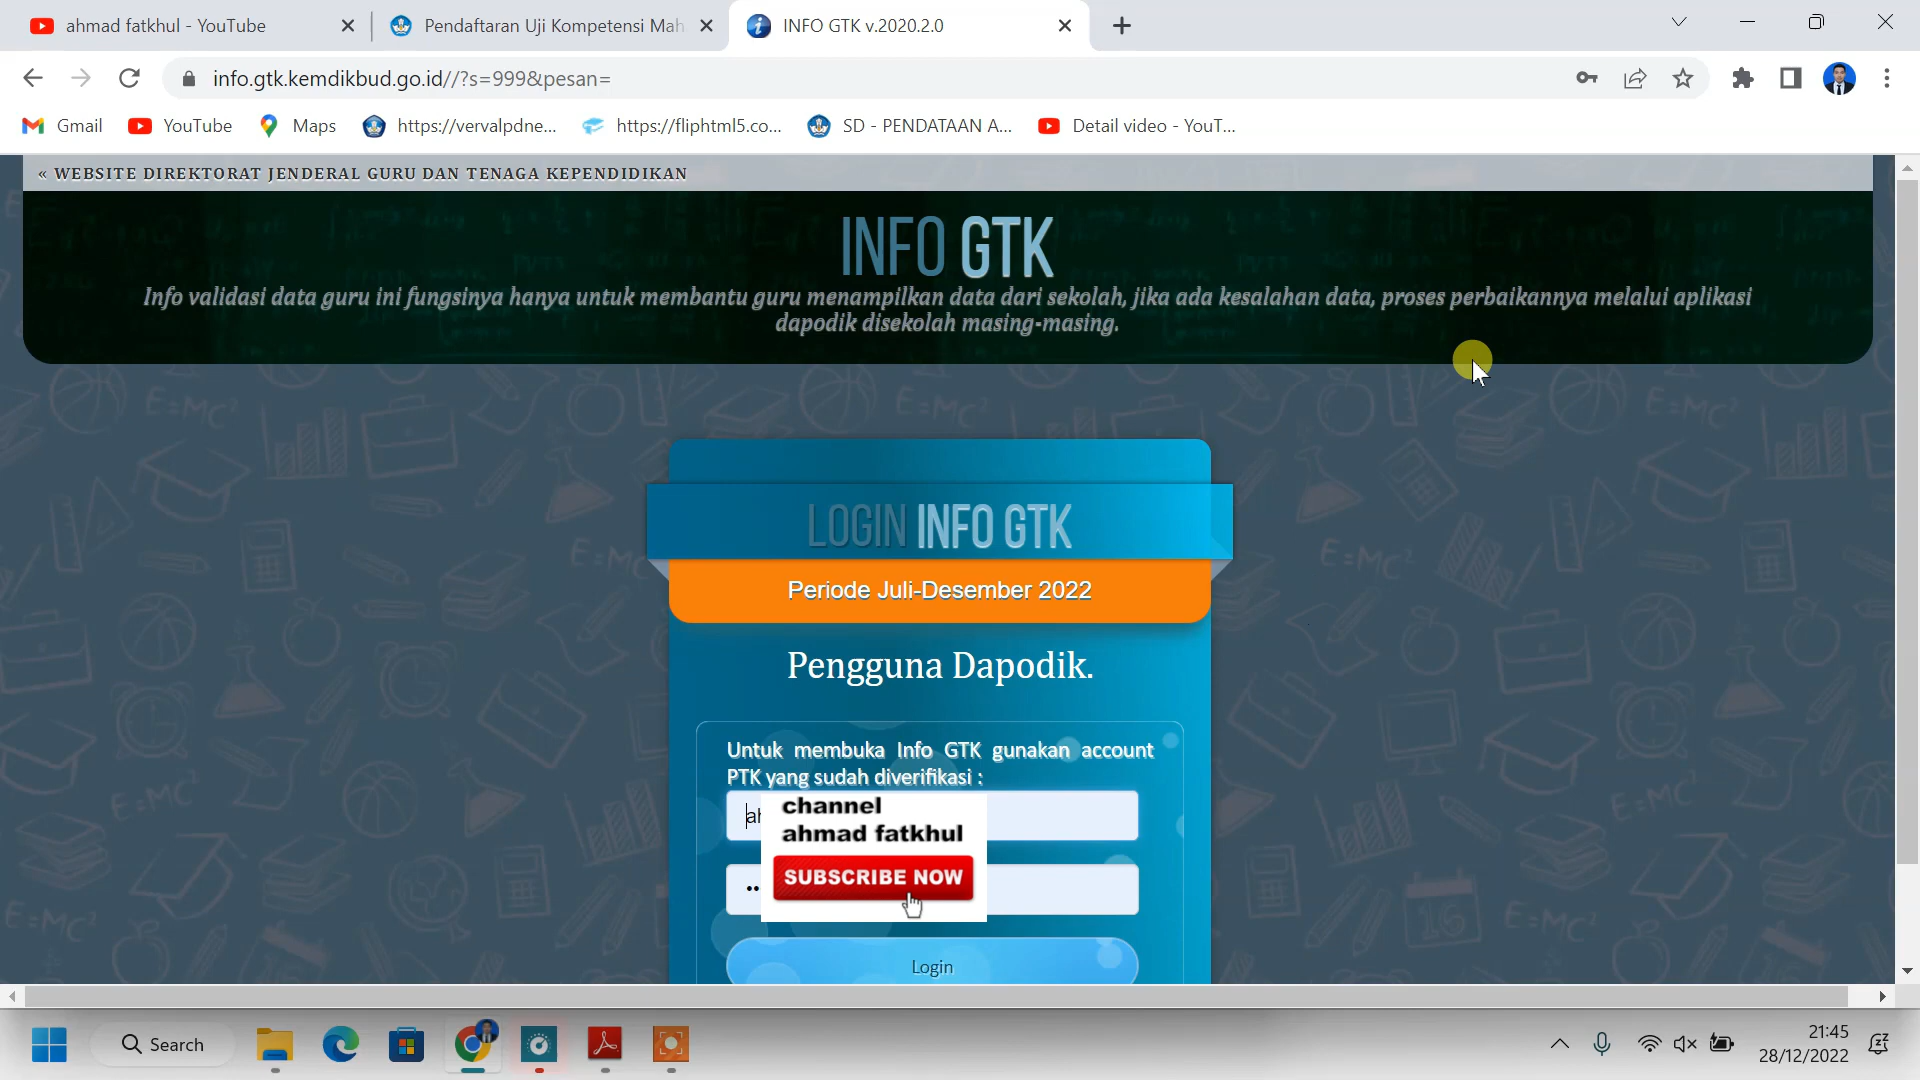 ahmad fatkhul - YouTube
Pendaftaran Uji Kompetensi Mah
INFO GTK v.2020.2.0
info.gtk.kemdikbud.go.id//?s=999&pesan=
Gmail
YouTube
Maps
https://vervalpdne...
https://fliphtml5.co...
SD - PENDATAAN A...
Detail video - YouT...
« WEBSITE DIREKTORAT JENDERAL GURU DAN TENAGA KEPENDIDIKAN
INFO GTK
Info validasi data guru ini fungsinya hanya untuk membantu guru menampilkan data dari sekolah, jika ada kesalahan data, proses perbaikannya melalui aplikasi
dapodik disekolah masing-masing.
LOGIN INFO GTK
Periode Juli-Desember 2022
Pengguna Dapodik.
Untuk membuka Info GTK gunakan account
PTK yang sudah diverifikasi :
channel
ahmad fatkhul
SUBSCRIBE NOW
Login
Search
21:45
28/12/2022